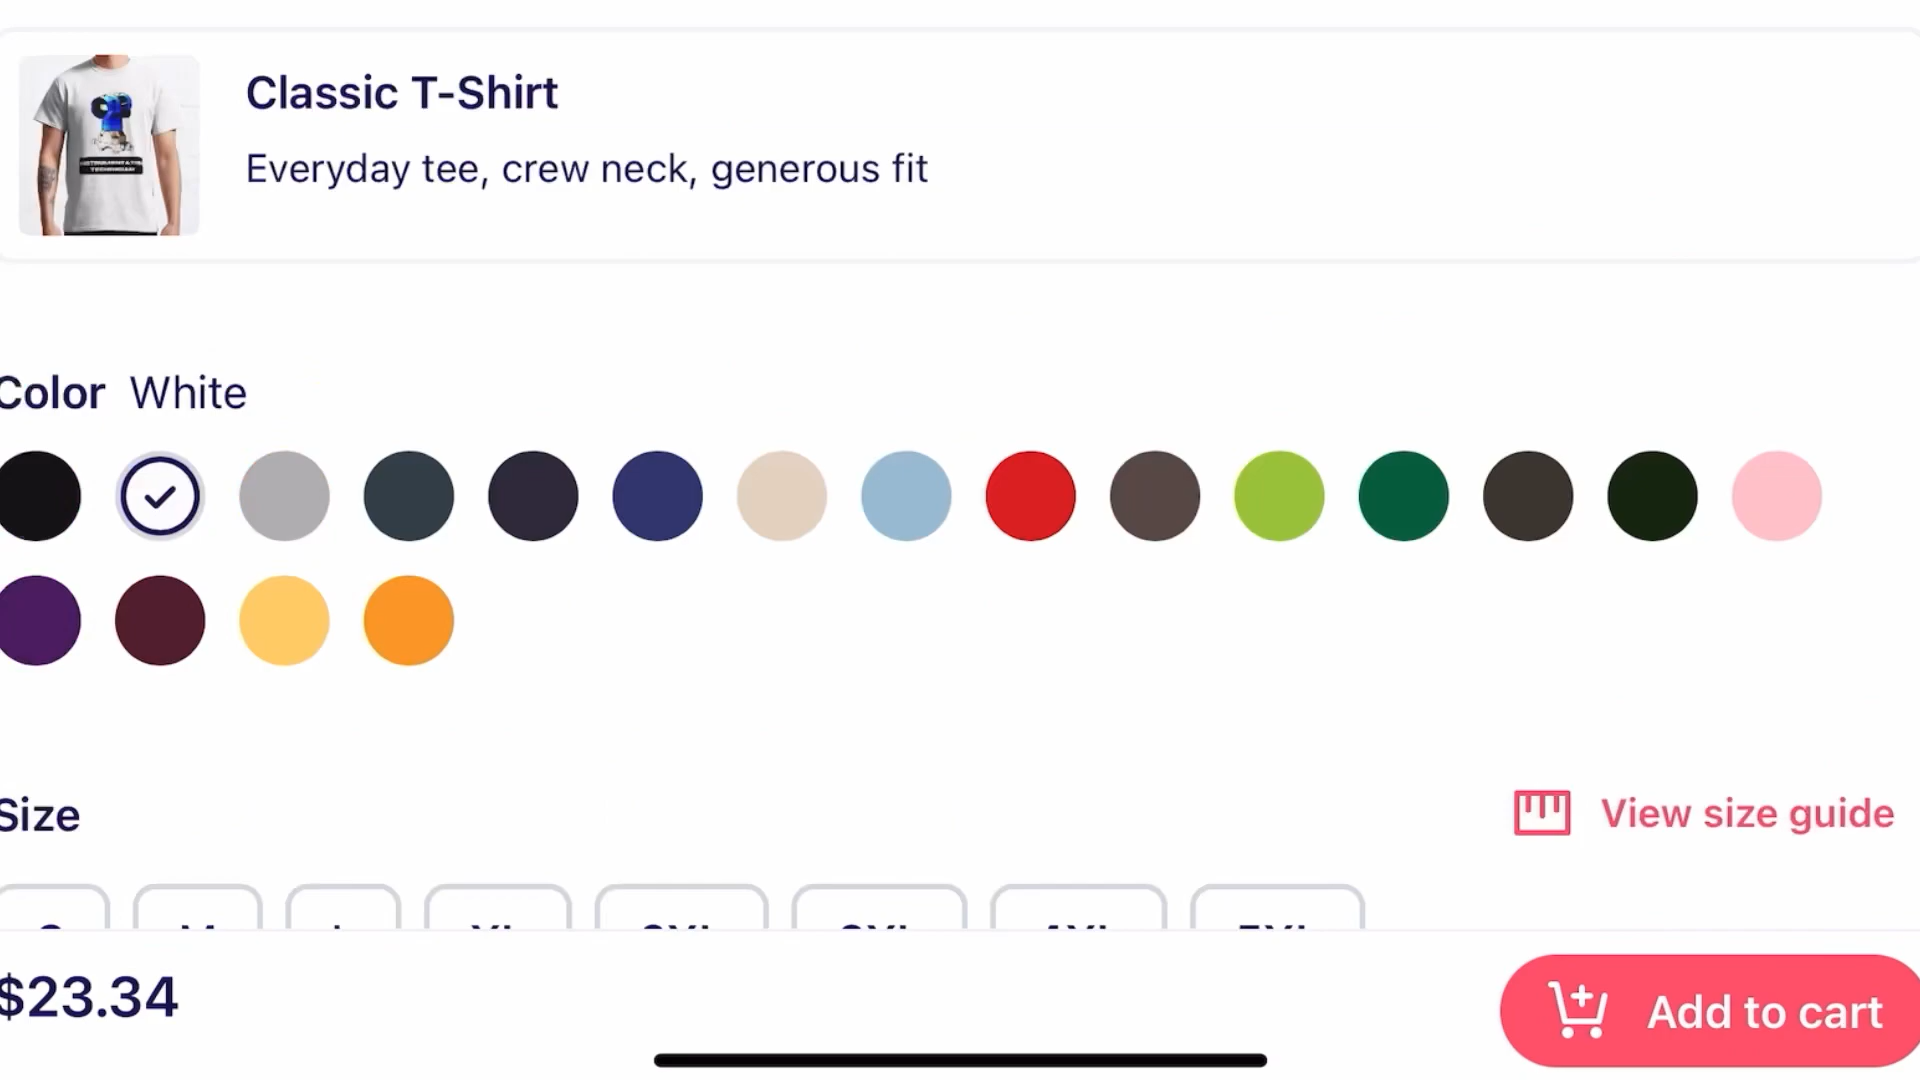 Classic T-Shirt
Everyday tee, crew neck, generous fit
Color White
Size
View size guide
$23.34
Add to cart